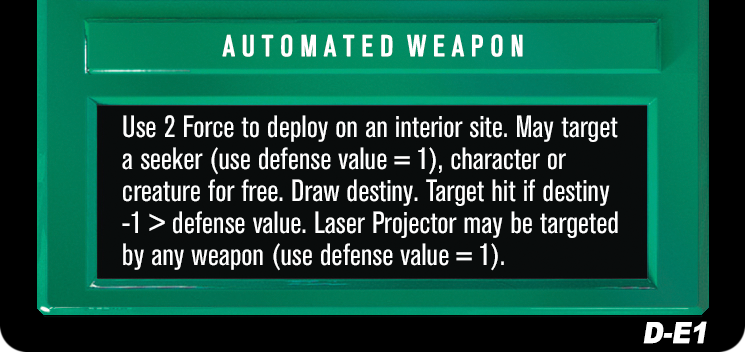 AUTOMATED WEAPON
Use 2 Force to deploy on an interior site. May target
a seeker (use defense value = 1), character or
creature for free. Draw destiny. Target hit if destiny
-1 > defense value. Laser Projector may be targeted
by any weapon (use defense value = 1).
D-E1